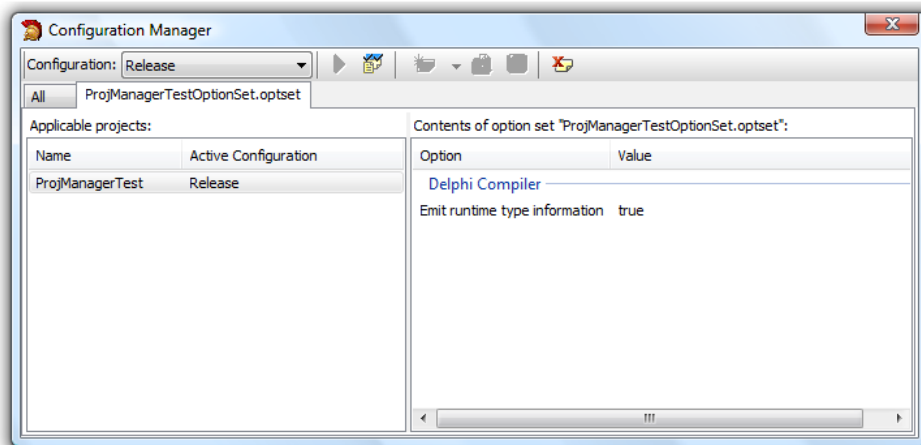 Configuration Manager
Configuration: Release
All ProjManagerTestOptionSet.optset
Applicable projects:
Name Active Configuration
ProjManagerTest Release
Contents of option set "ProjManagerTestOptionSet.optset":
Option Value
Delphi Compiler
Emit runtime type information true